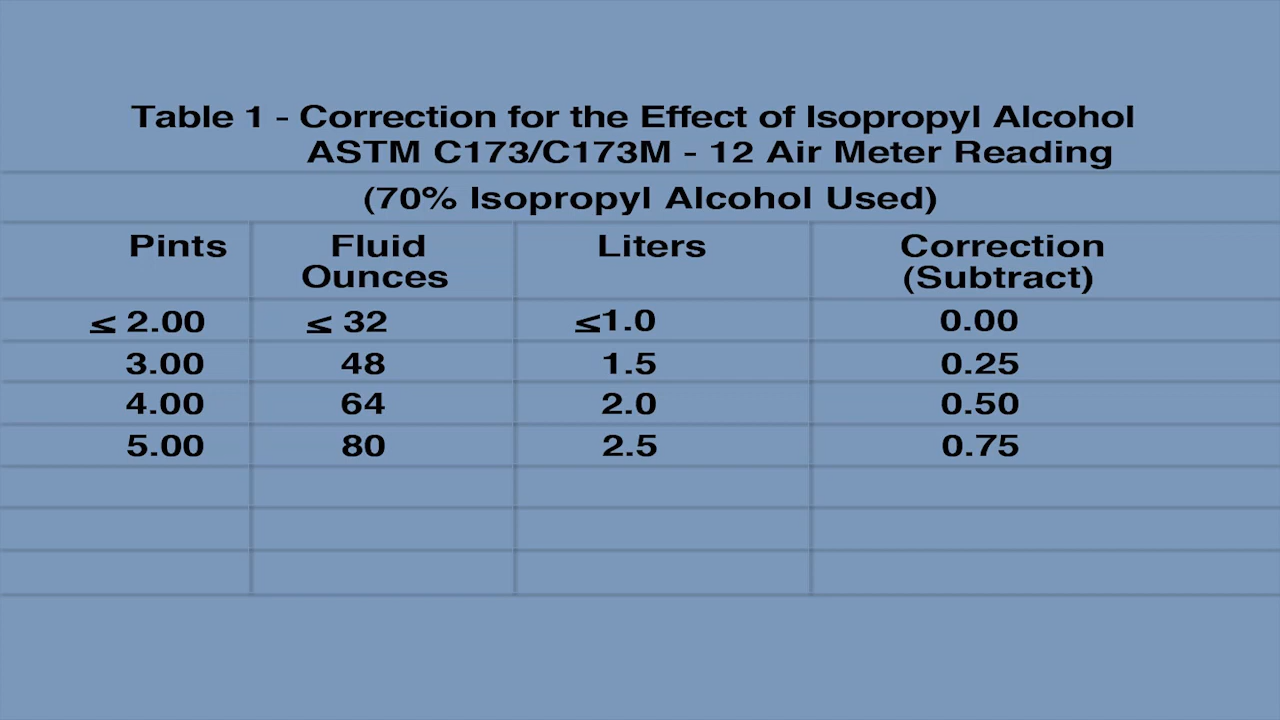 Table 1 - Correction for the Effect of Isopropyl Alcohol
ASTM C173/C173M - 12 Air Meter Reading
(70% Isopropyl Alcohol Used)
Pints Fluid Ounces Liters Correction (Subtract)
≤ 2.00 ≤ 32 ≤1.0 0.00
3.00 48 1.5 0.25
4.00 64 2.0 0.50
5.00 80 2.5 0.75